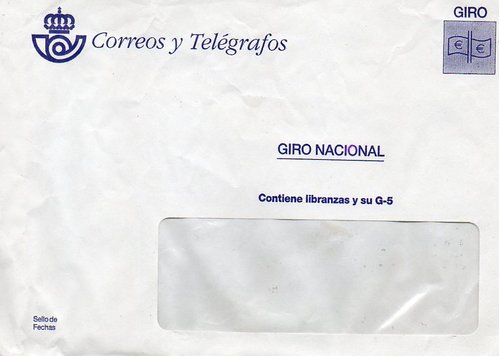 GIRO
Correos y Telégrafos
€ €
GIRO NACIONAL
Contiene libranzas y su G-5
Sello de
Fechas